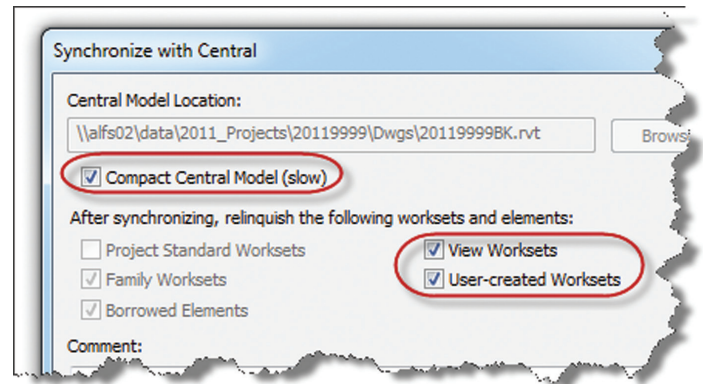 Synchronize with Central
Central Model Location:
\\alfs02\data\2011_Projects\20119999\Dwgs\20119999BK.rvt
Compact Central Model (slow)
After synchronizing, relinquish the following worksets and elements:
Project Standard Worksets
View Worksets
Family Worksets
User-created Worksets
Borrowed Elements
Comment: